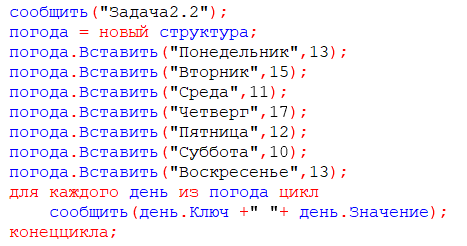 сообщить("Задача2.2");
погода = новый структура;
погода.Вставить("Понедельник",13);
погода.Вставить("Вторник",15);
погода.Вставить("Среда",11);
погода.Вставить("Четверг",17);
погода.Вставить("Пятница",12);
погода.Вставить("Суббота",10);
погода.Вставить("Воскресенье",13);
для каждого день из погода цикл
сообщить(день.Ключ +" "+ день.Значение);
конеццикла;